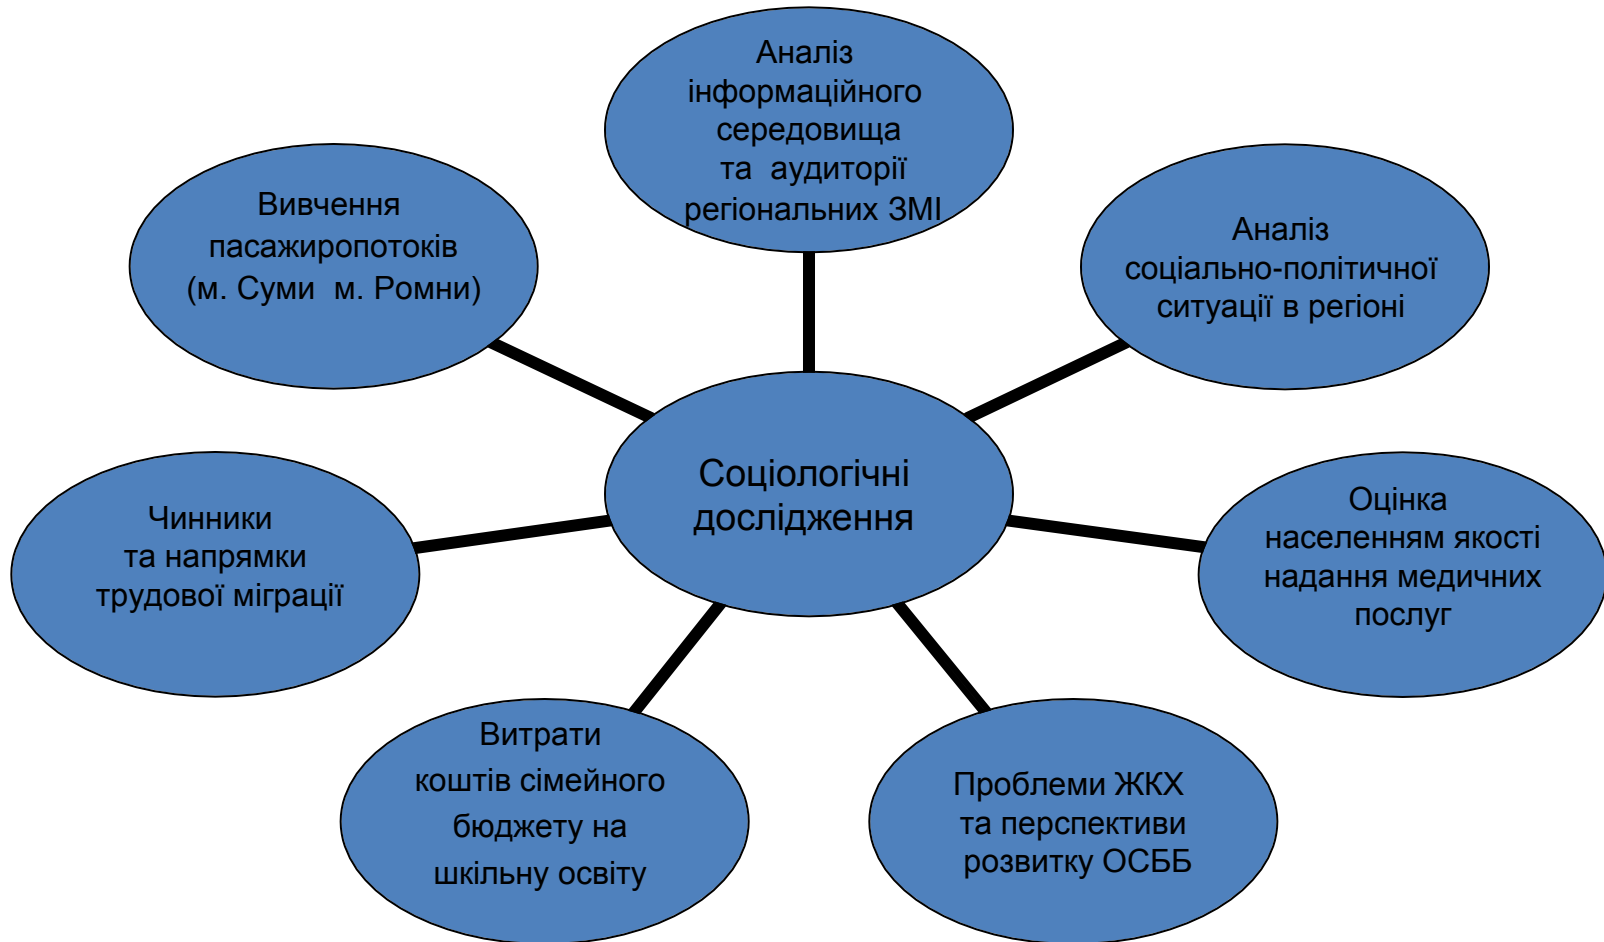 Аналіз
інформаційного
середовища
та аудиторії
регіональних ЗМІ
Вивчення
пасажиропотоків
(м. Суми м. Ромни)
Аналіз
соціально-політичної
ситуації в регіоні
Соціологічні
дослідження
Чинники
та напрямки
трудової міграції
Оцінка
населенням якості
надання медичних
послуг
Витрати
коштів сімейного
бюджету на
шкільну освіту
Проблеми ЖКХ
та перспективи
розвитку ОСББ